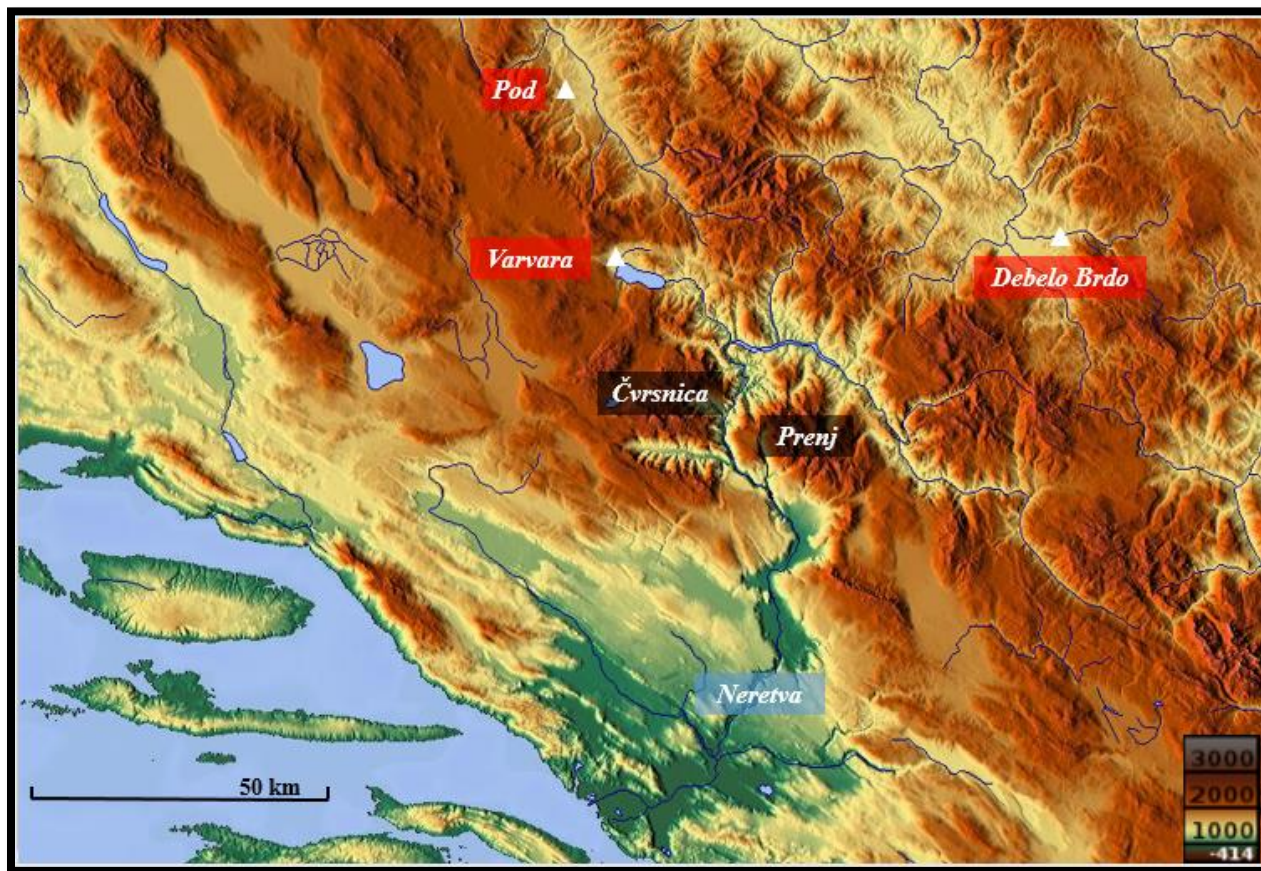 Pod
Varvara
Debelo Brdo
Čvrsnica
Prenj
Neretva
50 km
3000
2000
1000
-414